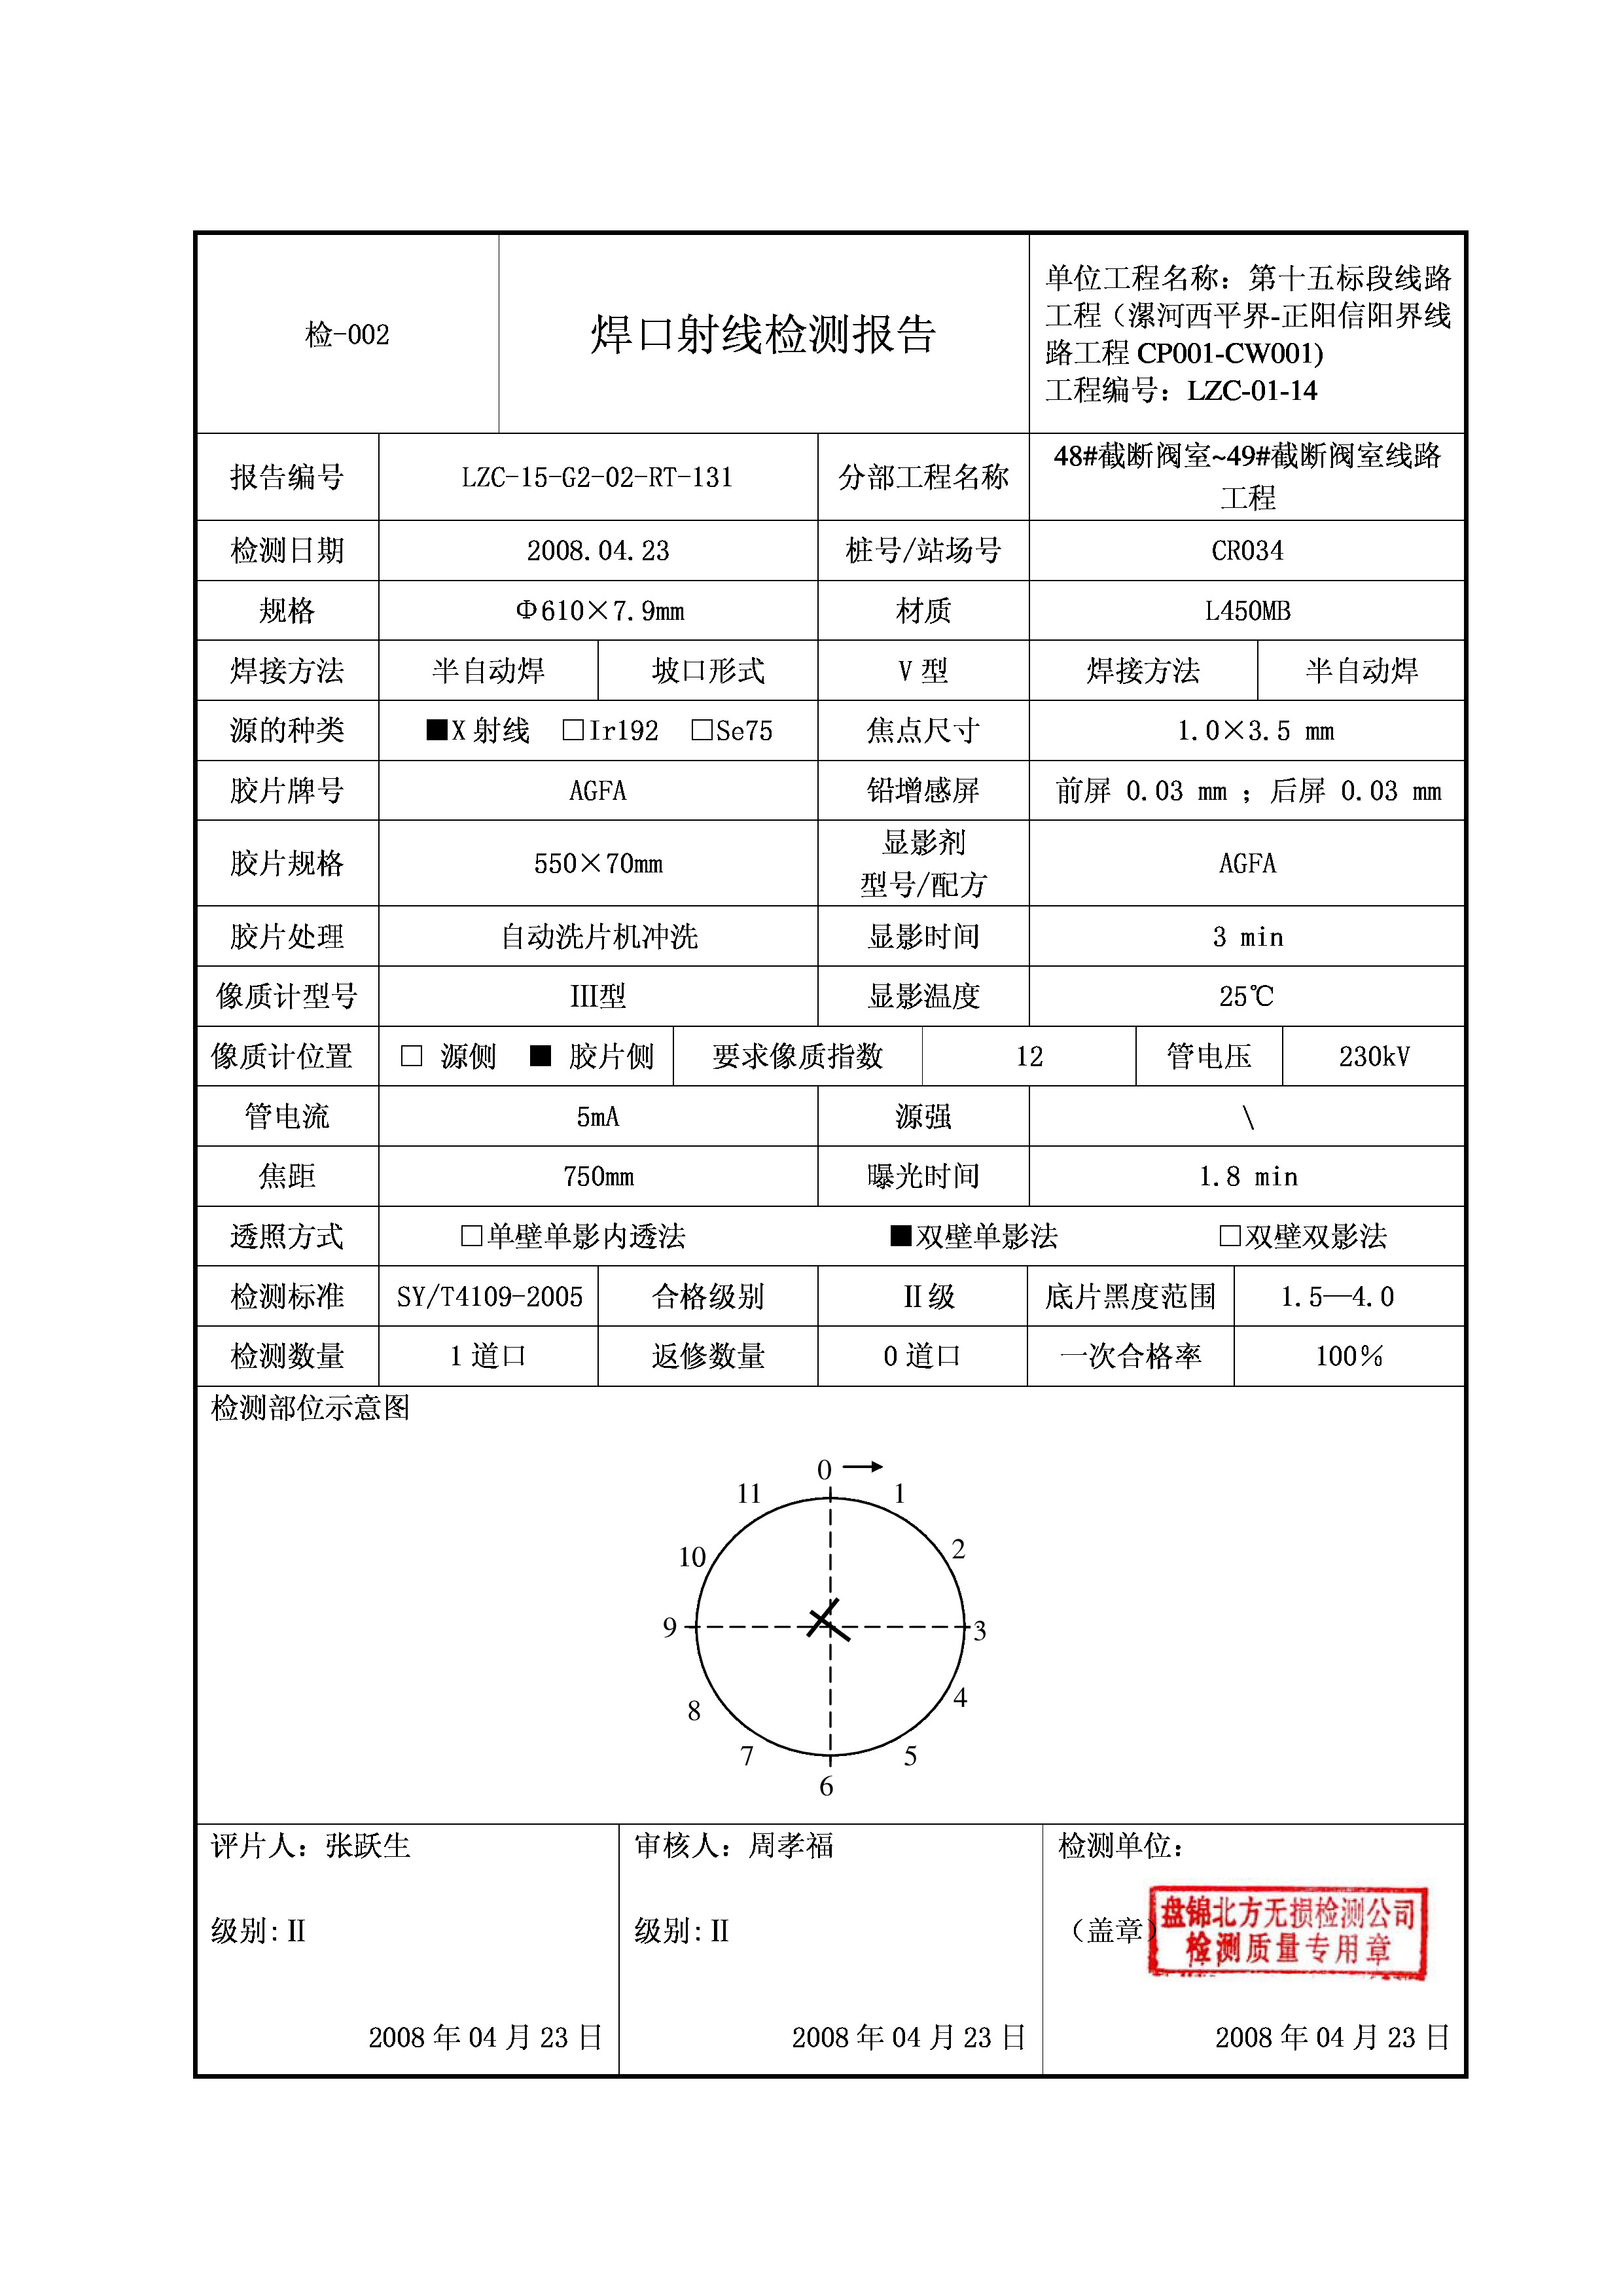 检-002
焊口射线检测报告
单位工程名称：第十五标段线路
工程（漯河西平界-正阳信阳界线
路工程 CP001-CW001)
工程编号：LZC-01-14
报告编号 LZC-15-G2-02-RT-131 分部工程名称 48#截断阀室~49#截断阀室线路
工程
检测日期 2008.04.23 桩号/站场号 CR034
规格 Φ610×7.9mm 材质 L450MB
焊接方法 半自动焊 坡口形式 V 型 焊接方法 半自动焊
源的种类 ■X 射线 □Ir192 □Se75 焦点尺寸 1.0×3.5 mm
胶片牌号 AGFA 铅增感屏 前屏 0.03 mm ；后屏 0.03 mm
胶片规格 550×70mm 显影剂
型号/配方 AGFA
胶片处理 自动洗片机冲洗 显影时间 3 min
像质计型号 III型 显影温度 25℃
像质计位置 □ 源侧 ■ 胶片侧 要求像质指数 12 管电压 230kV
管电流 5mA 源强 \
焦距 750mm 曝光时间 1.8 min
透照方式 □单壁单影内透法 ■双壁单影法 □双壁双影法
检测标准 SY/T4109-2005 合格级别 II 级 底片黑度范围 1.5—4.0
检测数量 1 道口 返修数量 0 道口 一次合格率 100%
检测部位示意图
0
11 1
10 2
9 3
8 4
7 5
6
评片人：张跃生 审核人：周孝福 检测单位：
级别：II 级别：II （盖章）
盘锦北方无损检测公司
检测质量专用章
2008 年 04 月 23 日 2008 年 04 月 23 日 2008 年 04 月 23 日